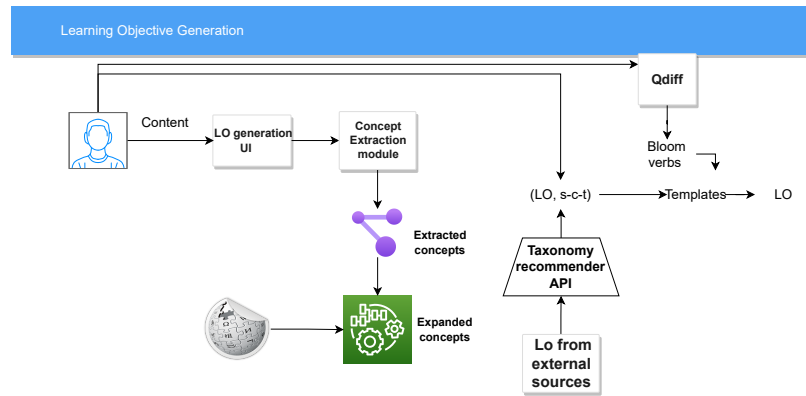 Learning Objective Generation
Qdiff
Content
LO generation
UI
Concept
Extraction
module
Bloom
verbs
(LO, s-c-t)
Templates
LO
Extracted
concepts
Taxonomy
recommender
API
Expanded
concepts
Lo from
external
sources